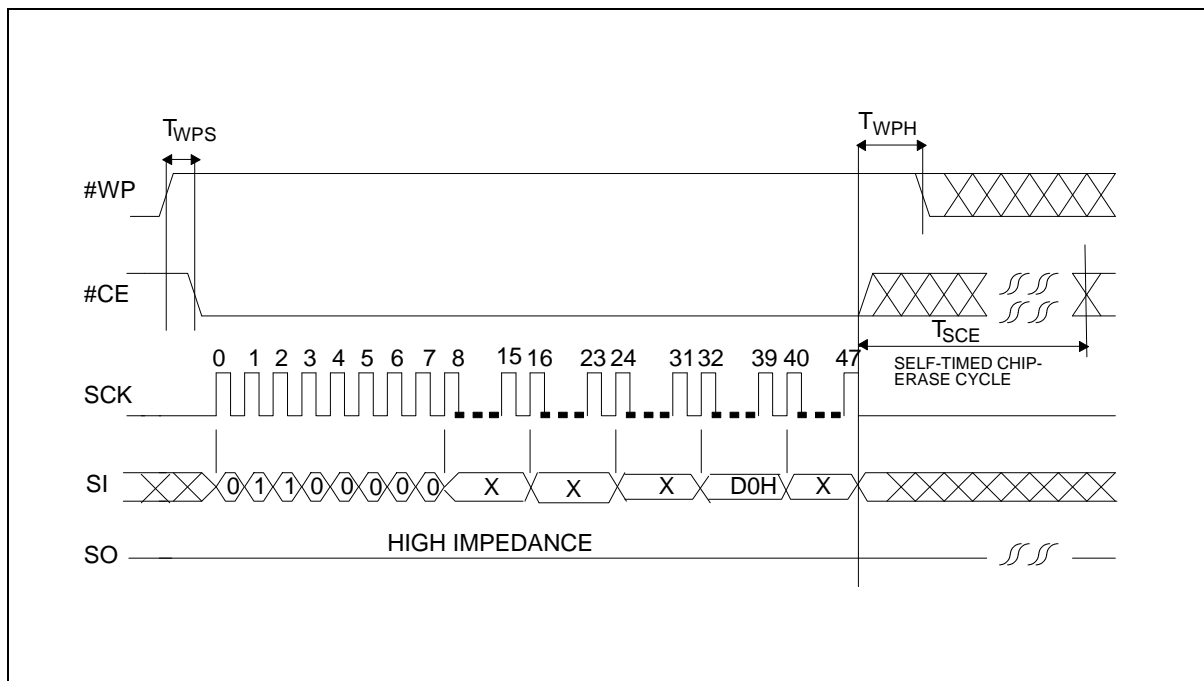 TWPS
TWPH
#WP
#CE
TSCE
SELF-TIMED CHIP-
ERASE CYCLE
0 1 2 3 4 5 6 7 8 15 16 23 24 31 32 39 40 47
SCK
SI 0 1 1 0 0 0 0 0 X X X D0H X
HIGH IMPEDANCE
SO